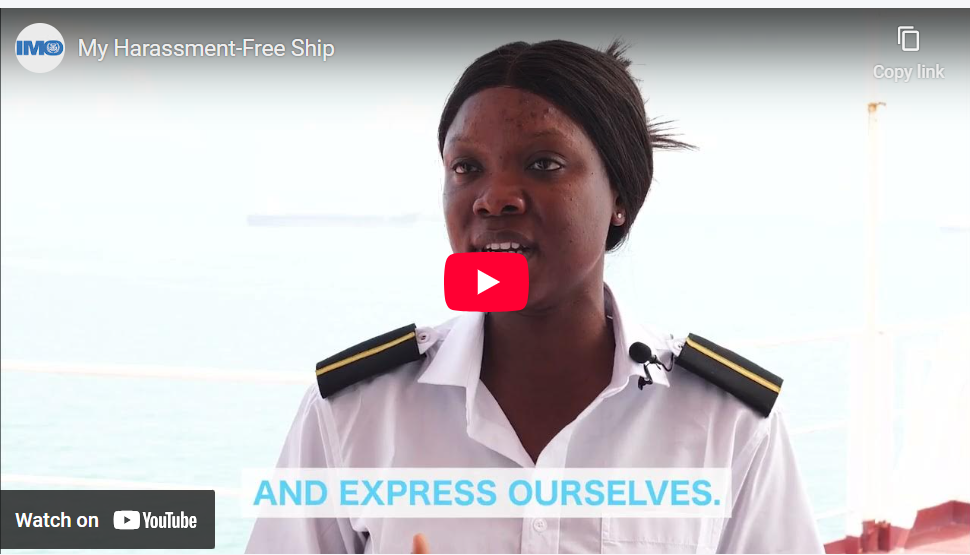 IMO
My Harassment-Free Ship
Copy link
AND EXPRESS OURSELVES.
Watch on YouTube